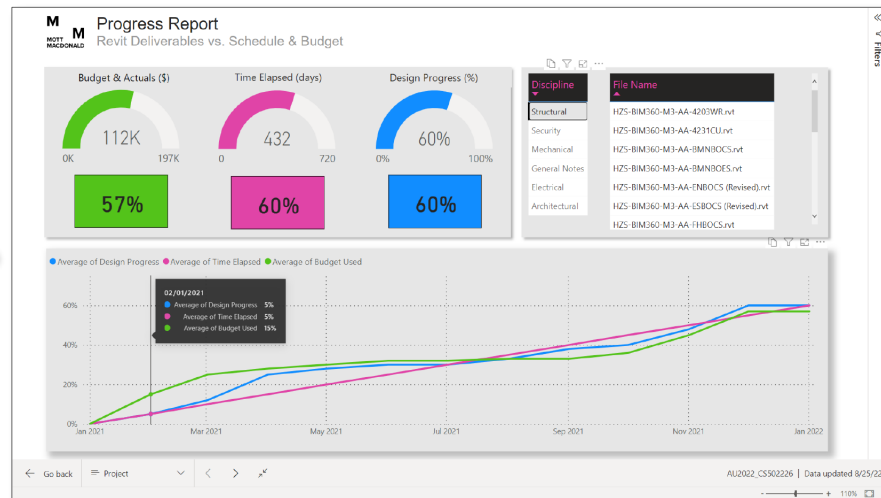 M
M
MOTT
MACDONALD
Progress Report
Revit Deliverables vs. Schedule & Budget
Filters
Budget & Actuals ($)
112K
0K
197K
57%
Time Elapsed (days)
432
0
720
60%
Design Progress (%)
60%
0%
100%
60%
Discipline
Structural
Security
Mechanical
General Notes
Electrical
Architectural
File Name
HZS-BIM360-M3-AA-4203WR.rvt
HZS-BIM360-M3-AA-4231CU.rvt
HZS-BIM360-M3-AA-BMNBOCS.rvt
HZS-BIM360-M3-AA-BMNBOES.rvt
HZS-BIM360-M3-AA-ENBOCS (Revised).rvt
HZS-BIM360-M3-AA-ESBOCS (Revised).rvt
HZS-BIM360-M3-AA-FHBOCS.rvt
Average of Design Progress Average of Time Elapsed Average of Budget Used
02/01/2021
Average of Design Progress 5%
Average of Time Elapsed 5%
Average of Budget Used 15%
60%
40%
20%
0%
Jan 2021 Mar 2021 May 2021 Jul 2021 Sep 2021 Nov 2021 Jan 2022
Go back Project
AU2022_CS502226 | Data updated 8/25/22
- + 110%